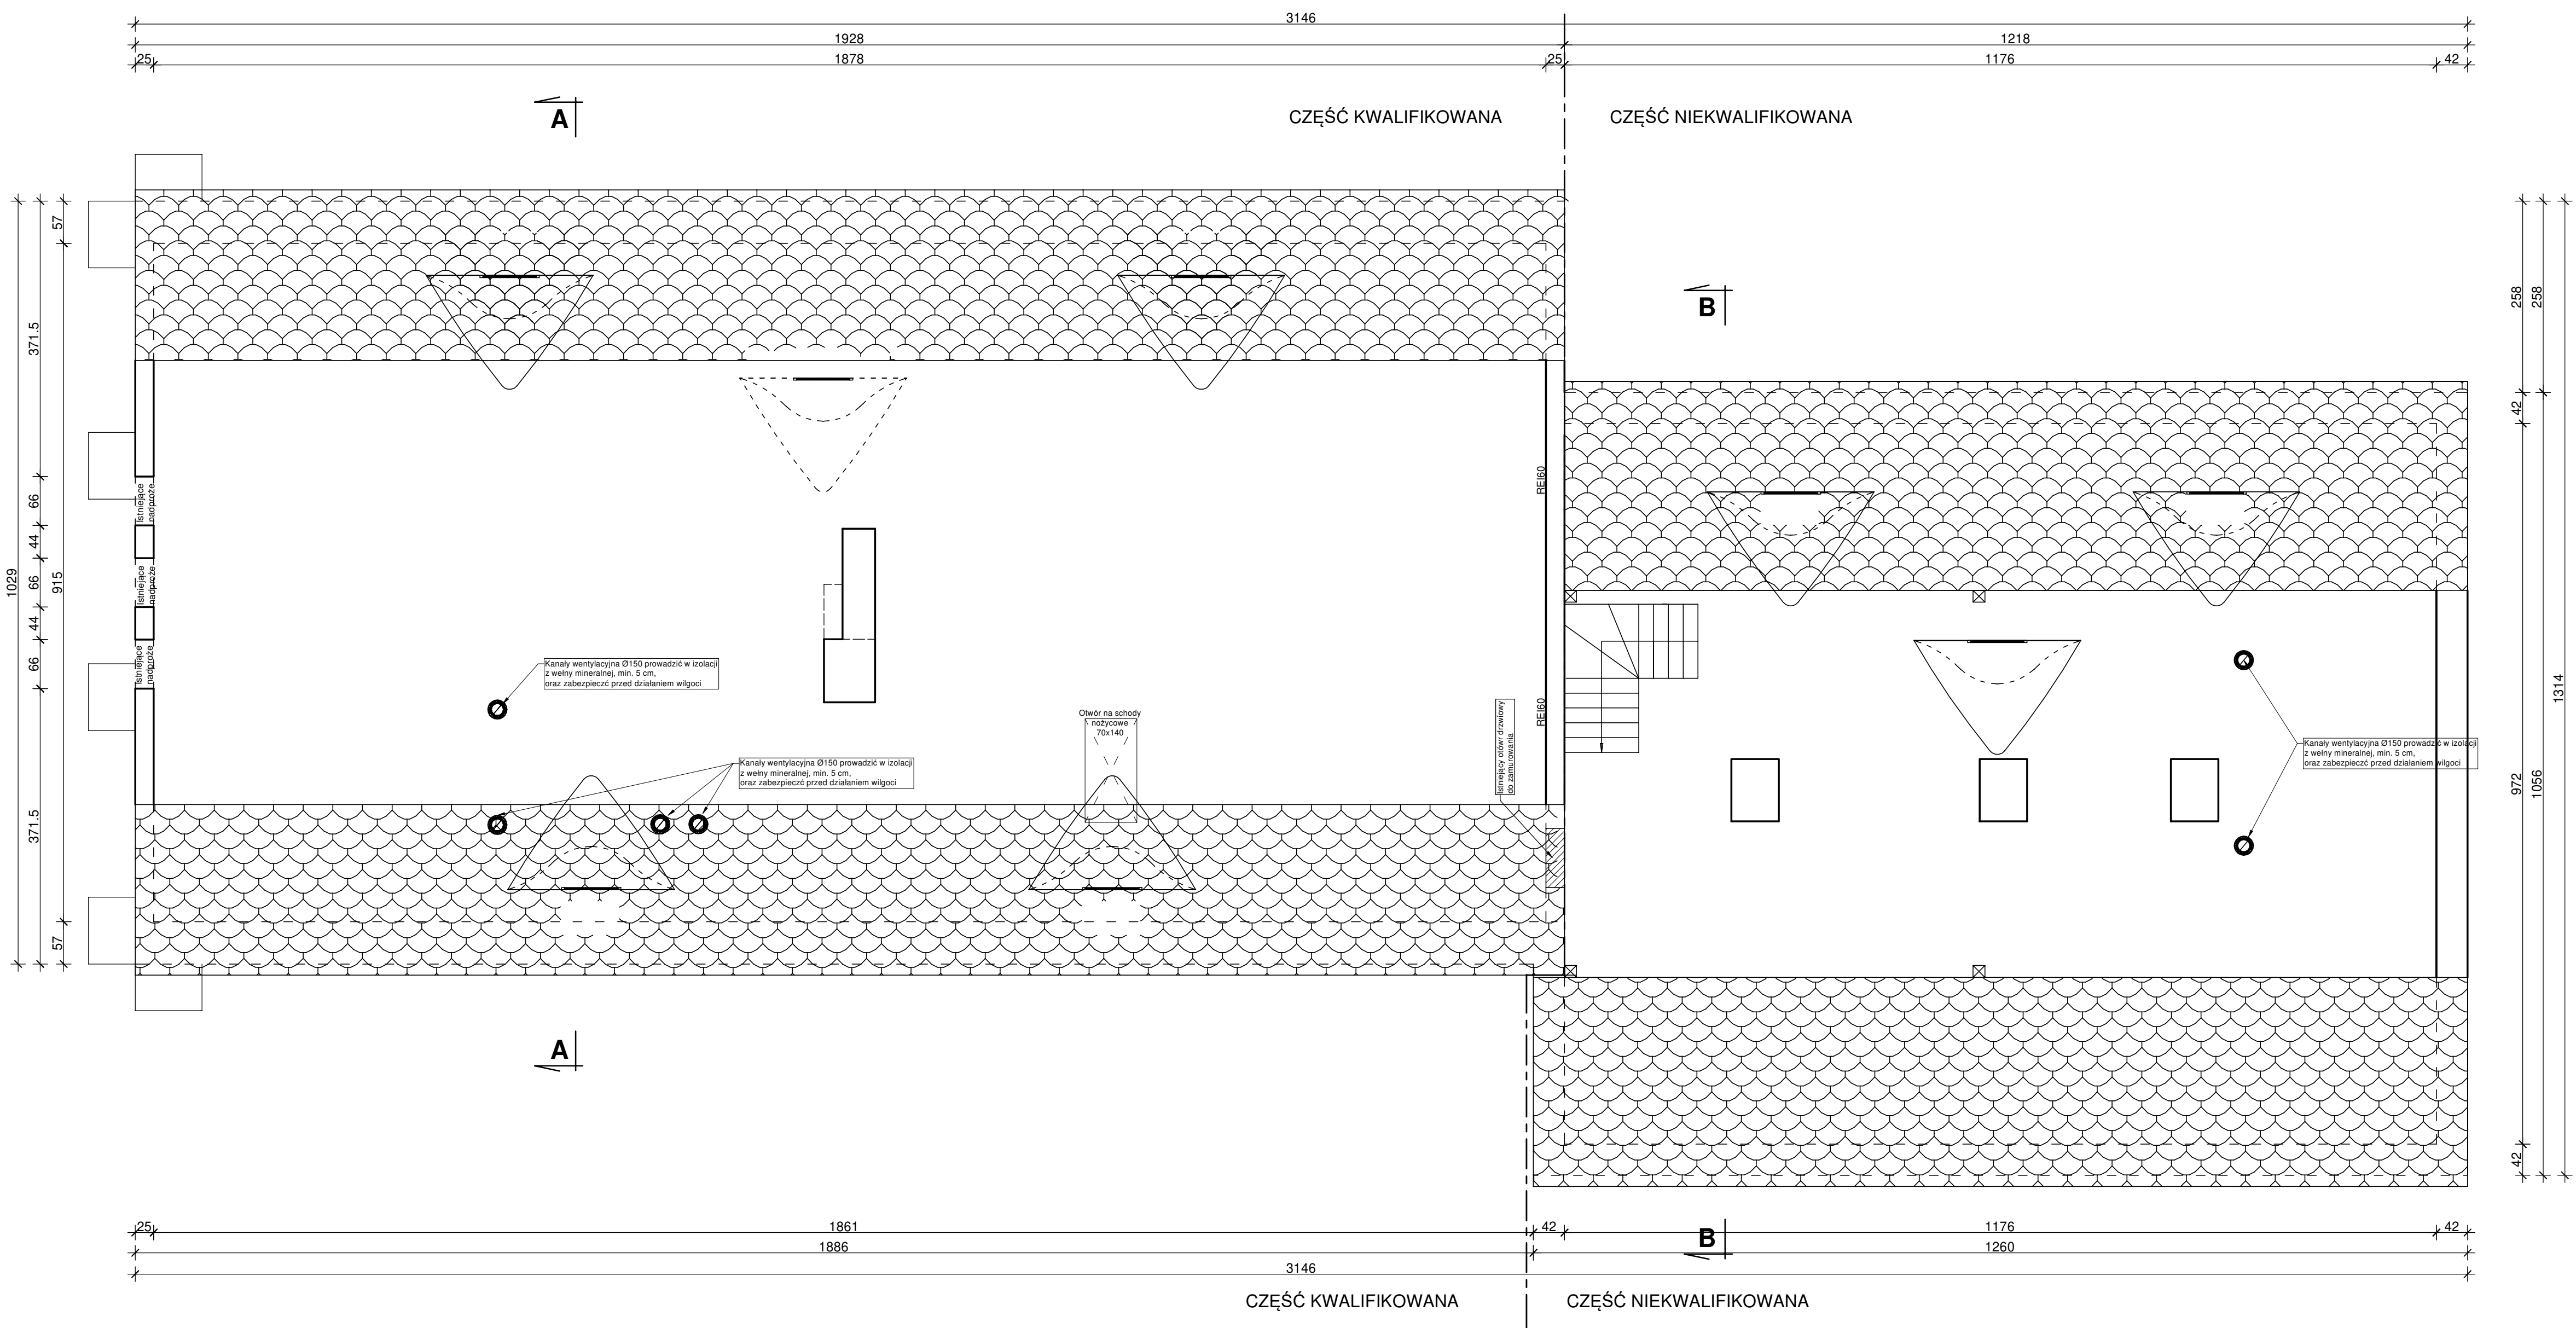 3146
1928
1218
25
1878
25
1176
42
A
CZĘŚĆ KWALIFIKOWANA
CZĘŚĆ NIEKWALIFIKOWANA
57
371.5
66
44
66
44
66
371.5
57
915
1029
B
258
258
42
972
1056
1314
42
Istniejące
nadproże
Istniejące
nadproże
Istniejące
nadproże
REI60
REI60
Kanały wentylacyjna Ø150 prowadzić w izolacji
z wełny mineralnej, min. 5 cm,
oraz zabezpieczć przed działaniem wilgoci
Otwór na schody
nożycowe
70x140
Istniejący otówr drzwiowy
do zamurowania
Kanały wentylacyjna Ø150 prowadzić w izolacji
z wełny mineralnej, min. 5 cm,
oraz zabezpieczć przed działaniem wilgoci
Kanały wentylacyjna Ø150 prowadzić w izolacji
z wełny mineralnej, min. 5 cm,
oraz zabezpieczć przed działaniem wilgoci
A
B
25
1861
42
1176
42
1886
1260
3146
CZĘŚĆ KWALIFIKOWANA
CZĘŚĆ NIEKWALIFIKOWANA